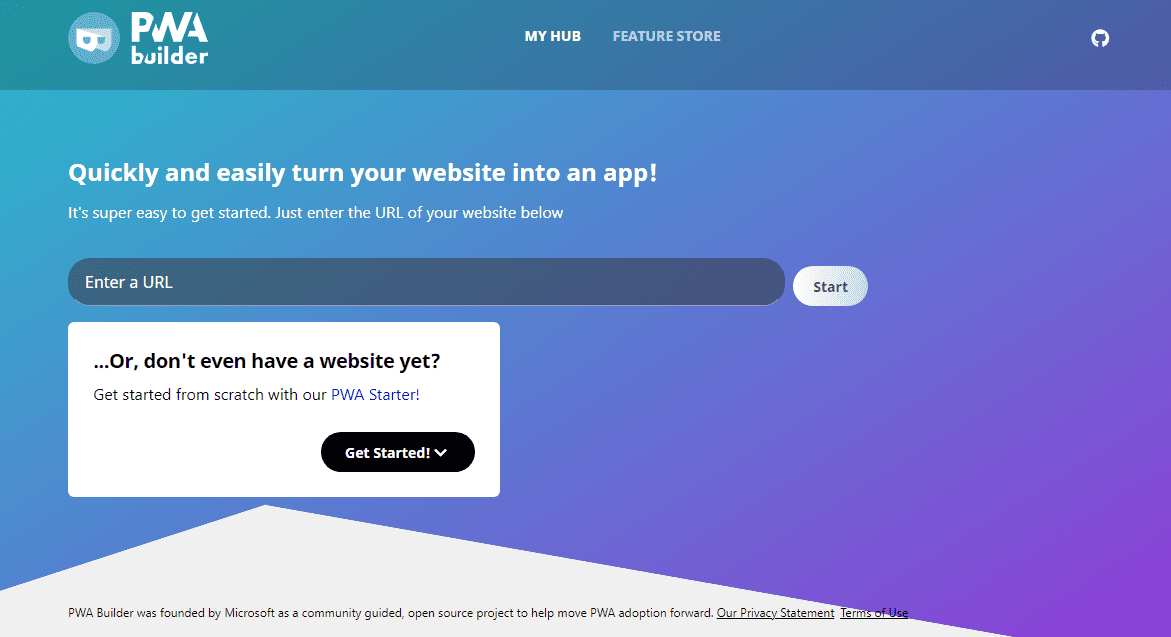 PWA
builder
MY HUB
FEATURE STORE
Quickly and easily turn your website into an app!
It's super easy to get started. Just enter the URL of your website below
Enter a URL
Start
...Or, don't even have a website yet?
Get started from scratch with our PWA Starter!
Get Started!
PWA Builder was founded by Microsoft as a community guided, open source project to help move PWA adoption forward. Our Privacy Statement Terms of Use